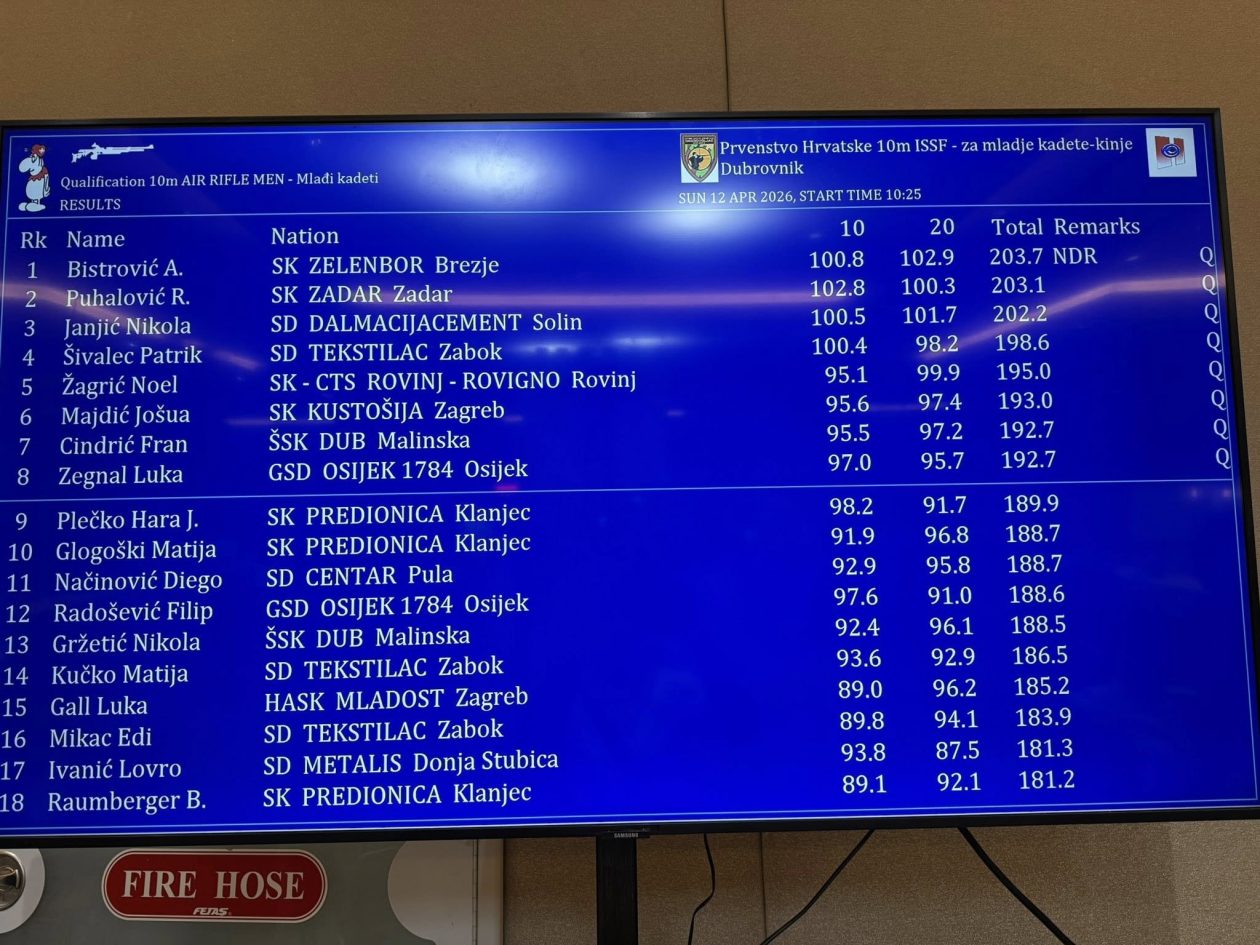 Qualification 10m AIR RIFLE MEN - Mlađi kadeti
RESULTS
Prvenstvo Hrvatske 10m ISSF - za mladje kadete-kinje
Dubrovnik
SUN 12 APR 2026, START TIME 10:25
Rk Name Nation 10 20 Total Remarks
1 Bistrović A. SK ZELENBOR Brezje 100.8 102.9 203.7 NDR Q
2 Puhalović R. SK ZADAR Zadar 102.8 100.3 203.1 Q
3 Janjić Nikola SD DALMACIJACEMENT Solin 100.5 101.7 202.2 Q
4 Šivalec Patrik SD TEKSTILAC Zabok 100.4 98.2 198.6 Q
5 Žagrić Noel SK - CTS ROVINJ - ROVIGNO Rovinj 95.1 99.9 195.0 Q
6 Majdić Jošua SK KUSTOŠIJA Zagreb 95.6 97.4 193.0 Q
7 Cindrić Fran ŠSK DUB Malinska 95.5 97.2 192.7 Q
8 Zegnal Luka GSD OSIJEK 1784 Osijek 97.0 95.7 192.7 Q
9 Plečko Hara J. SK PREDIONICA Klanjec 98.2 91.7 189.9
10 Glogoški Matija SK PREDIONICA Klanjec 91.9 96.8 188.7
11 Načinović Diego SD CENTAR Pula 92.9 95.8 188.7
12 Radošević Filip GSD OSIJEK 1784 Osijek 97.6 91.0 188.6
13 Gržetić Nikola ŠSK DUB Malinska 92.4 96.1 188.5
14 Kučko Matija SD TEKSTILAC Zabok 93.6 92.9 186.5
15 Gall Luka HASK MLADOST Zagreb 89.0 96.2 185.2
16 Mikac Edi SD TEKSTILAC Zabok 89.8 94.1 183.9
17 Ivanić Lovro SD METALIS Donja Stubica 93.8 87.5 181.3
18 Raumberger B. SK PREDIONICA Klanjec 89.1 92.1 181.2
SAMSUNG
FIRE HOSE
FETAŞ